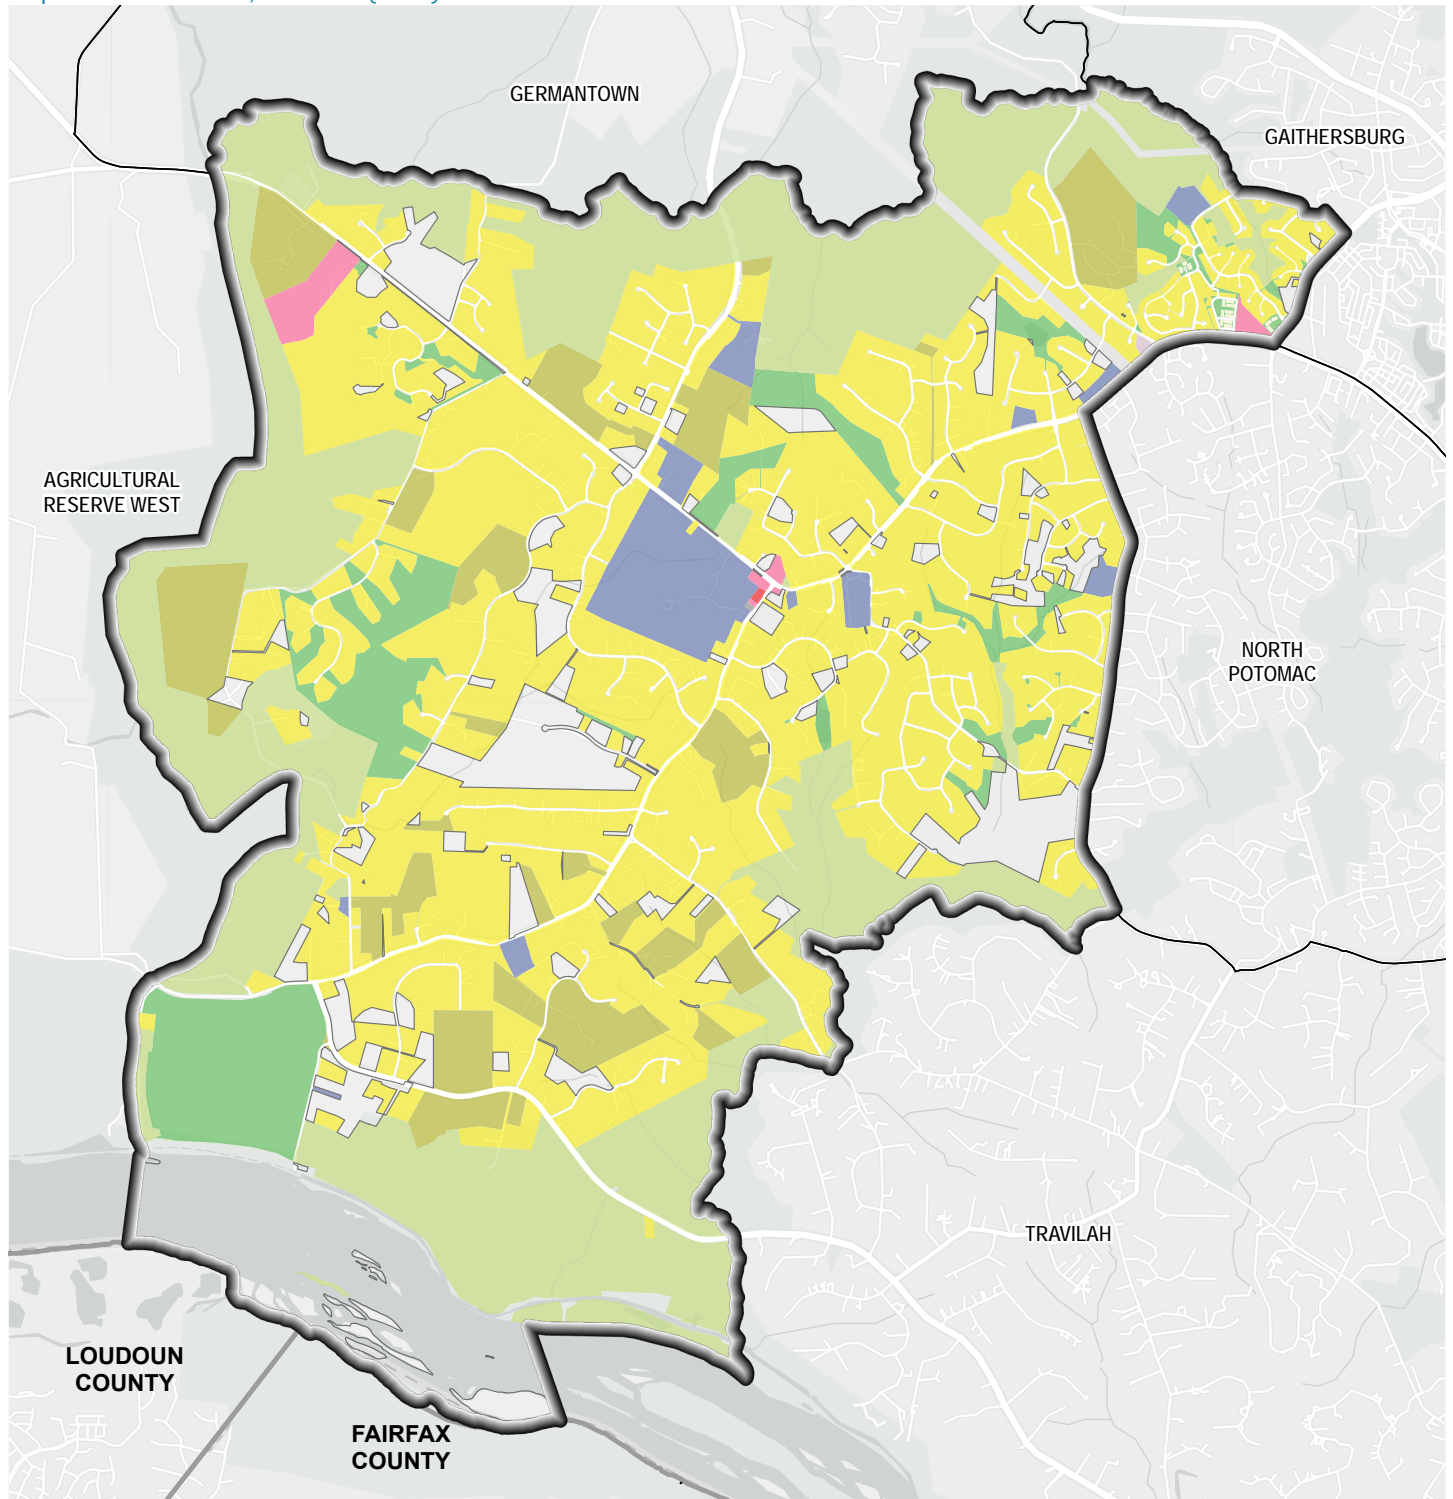 GERMANTOWN
GAITHERSBURG
AGRICULTURAL
RESERVE WEST
NORTH
POTOMAC
TRAVILAH
LOUDOUN
COUNTY
FAIRFAX
COUNTY